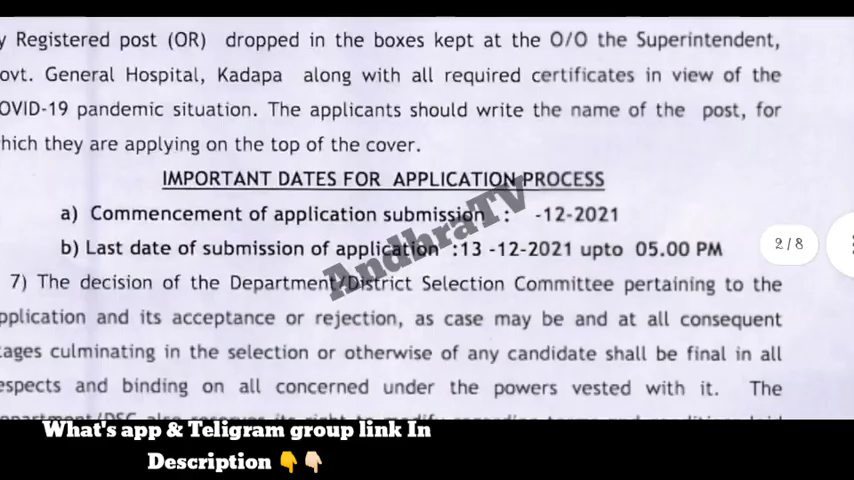 y Registered post (OR) dropped in the boxes kept at the O/O the Superintendent,
ovt. General Hospital, Kadapa along with all required certificates in view of the
OVID-19 pandemic situation. The applicants should write the name of the post, for
hich they are applying on the top of the cover.
IMPORTANT DATES FOR APPLICATION PROCESS
a) Commencement of application submission : -12-2021
b) Last date of submission of application :13 -12-2021 upto 05.00 PM
2/8
AndhraTV
7) The decision of the Department/District Selection Committee pertaining to the
pplication and its acceptance or rejection, as case may be and at all consequent
tages culminating in the selection or otherwise of any candidate shall be final in all
espects and binding on all concerned under the powers vested with it. The
What's app & Teligram group link In
Description 👇👇🏻